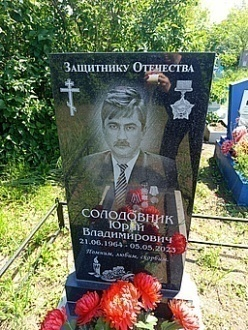 Защитнику Отечества
СОЛОДОВНИК
Юрий
Владимирович
21.06.1964 - 05.05.2023
Помним, любим, скорбим.